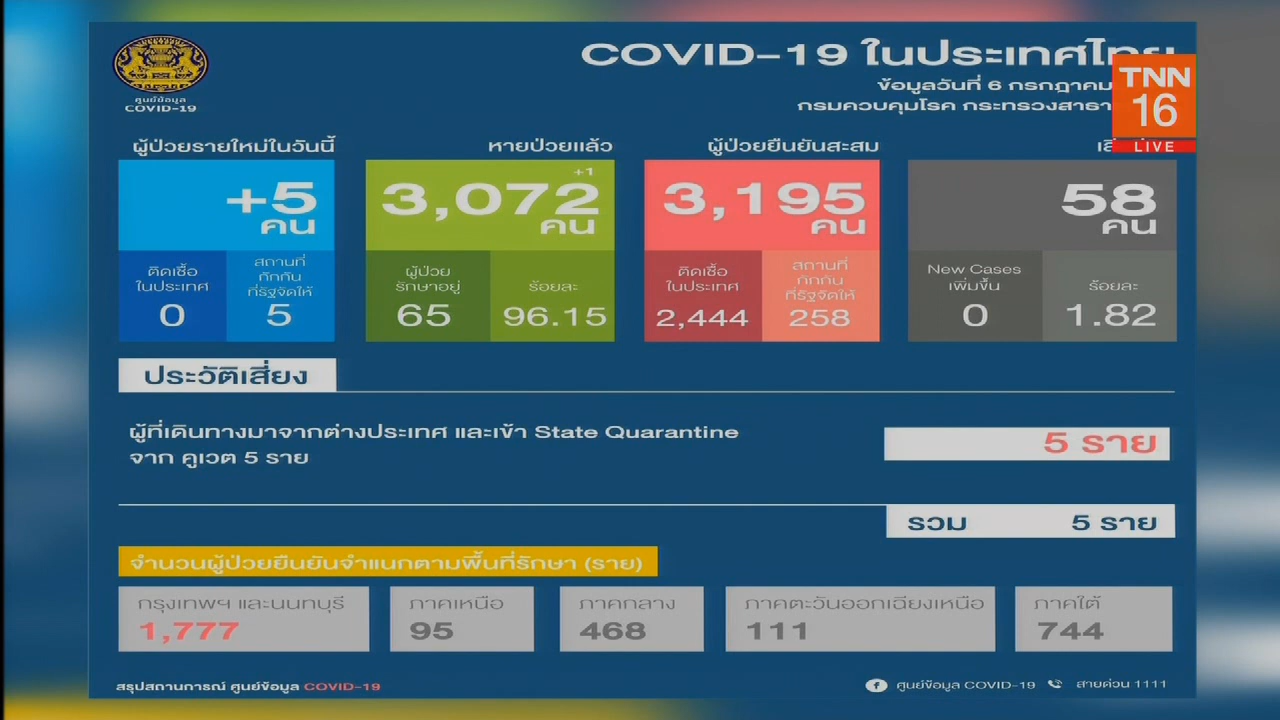 COVID-19 ในประเทศไทย
ข้อมูลวันที่ 6 กรกฎาคม
กรมควบคุมโรค กระทรวงสาธา
ศูนย์ข้อมูล
COVID-19
TNN
16
LIVE
ผู้ป่วยรายใหม่ในวันนี้
+5
คน
ติดเชื้อ
ในประเทศ
0
สถานที่
กักกัน
ที่รัฐจัดให้
5
หายป่วยแล้ว
+1
3,072
คน
ผู้ป่วย
รักษาอยู่
65
ร้อยละ
96.15
ผู้ป่วยยืนยันสะสม
3,195
คน
ติดเชื้อ
ในประเทศ
2,444
สถานที่
กักกัน
ที่รัฐจัดให้
258
58
คน
New Cases
เพิ่มขึ้น
0
ร้อยละ
1.82
ประวัติเสี่ยง
ผู้ที่เดินทางมาจากต่างประเทศ และเข้า State Quarantine
จาก คูเวต 5 ราย
5 ราย
รวม 5 ราย
จำนวนผู้ป่วยยืนยันจำแนกตามพื้นที่รักษา (ราย)
กรุงเทพฯ และนนทบุรี
1,777
ภาคเหนือ
95
ภาคกลาง
468
ภาคตะวันออกเฉียงเหนือ
111
ภาคใต้
744
สรุปสถานการณ์ ศูนย์ข้อมูล COVID-19
ศูนย์ข้อมูล COVID-19 สายด่วน 1111